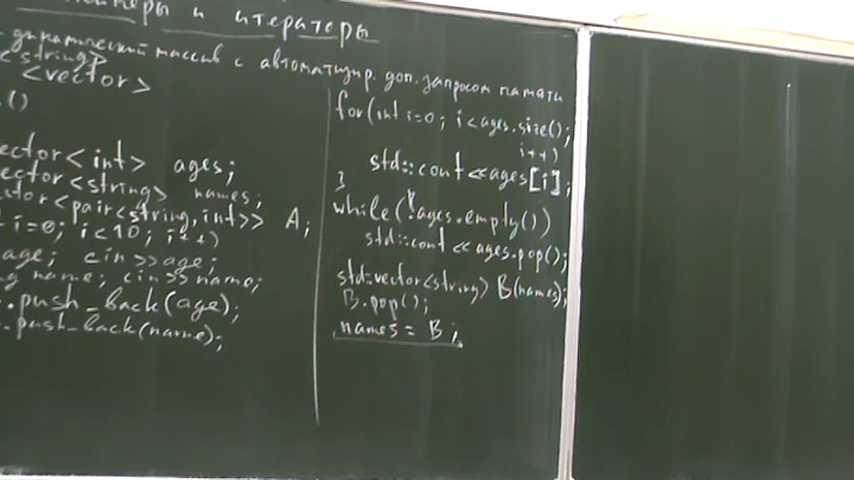 и итераторы
динамический массив с автоматизир. доп. запросом памяти
<string>
<vector>
.()
ector<int> ages;
ector<string> names;
ctor<pair<string,int>> A;
t i=0; i<10; i++)
age; cin>>age;
ng name; cin>>name;
.push_back(age);
.push_back(name);
for(int i=0; i<ages.size();
i++)
std::cout<<ages[i];
}
while(!ages.empty())
std::cout<<ages.pop();
std::vector<string> B(names);
B.pop();
names = B;